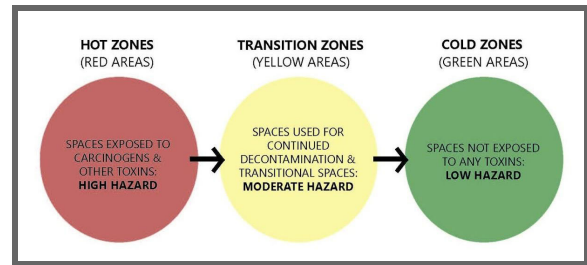 HOT ZONES
(RED AREAS)
SPACES EXPOSED TO
CARCINOGENS &
OTHER TOXINS:
HIGH HAZARD
TRANSITION ZONES
(YELLOW AREAS)
SPACES USED FOR
CONTINUED
DECONTAMINATION &
TRANSITIONAL SPACES:
MODERATE HAZARD
COLD ZONES
(GREEN AREAS)
SPACES NOT EXPOSED
TO ANY TOXINS:
LOW HAZARD